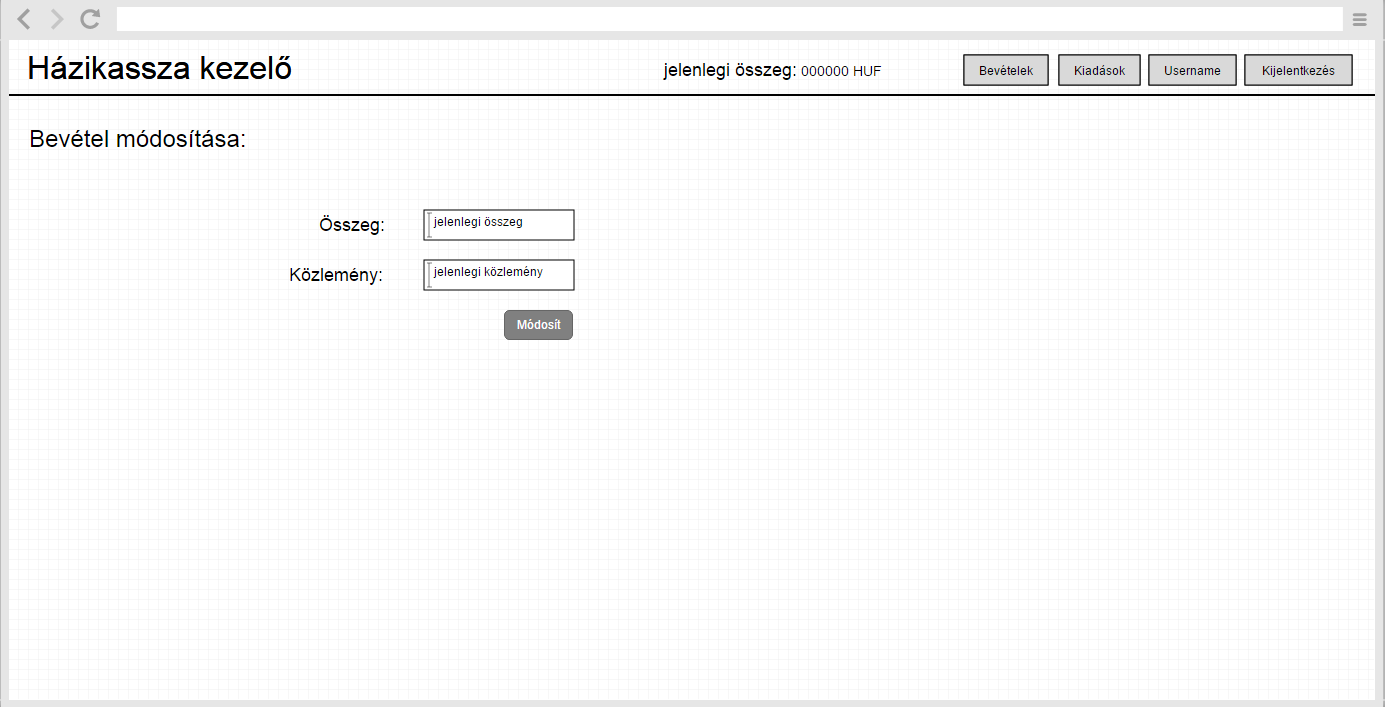 Házikassza kezelő
jelenlegi összeg: 000000 HUF
Bevételek
Kiadások
Username
Kijelentkezés
Bevétel módosítása:
Összeg:
jelenlegi összeg
Közlemény:
jelenlegi közlemény
Módosít